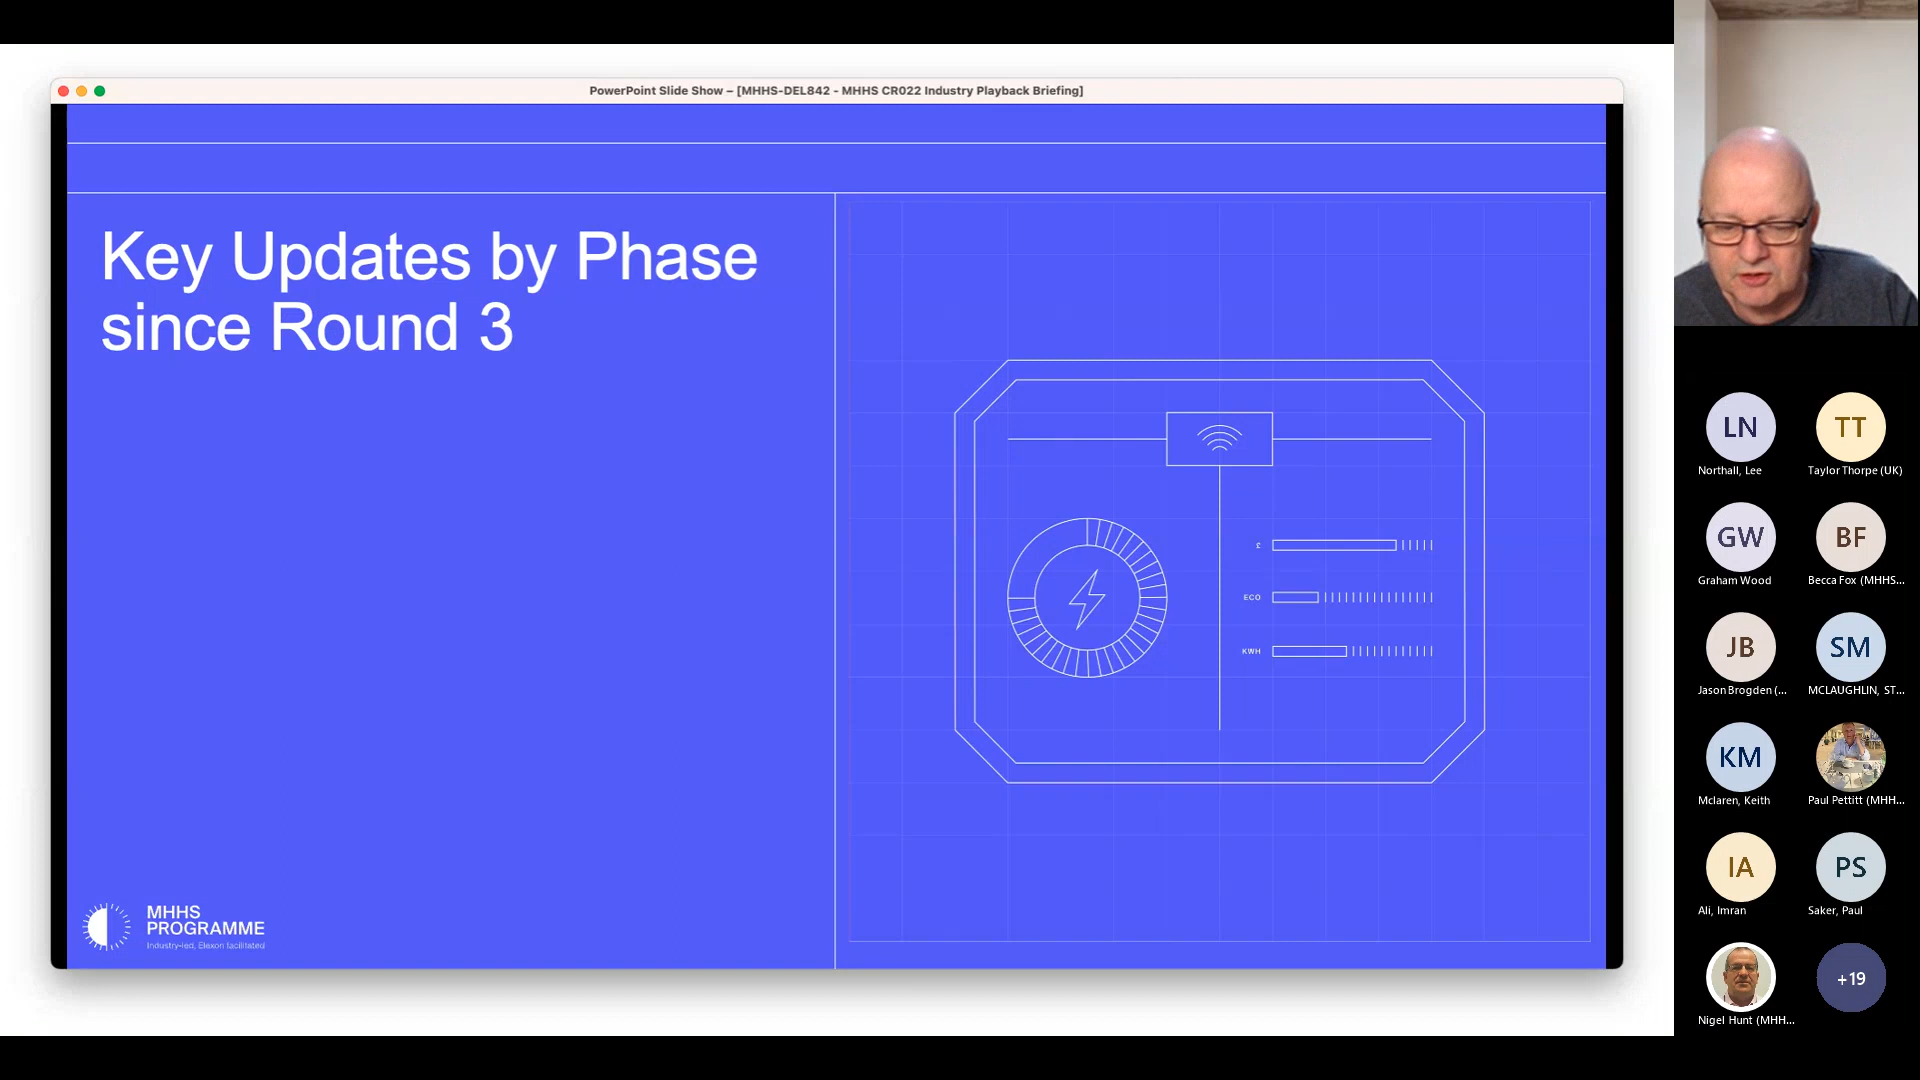 PowerPoint Slide Show – [MHHS-DEL842 - MHHS CR022 Industry Playback Briefing]
Key Updates by Phase
since Round 3
£
ECO
KWH
MHHS
PROGRAMME
Industry-led, Elexon facilitated
LN
TT
Northall, Lee
Taylor Thorpe (UK)
GW
BF
Graham Wood
Becca Fox (MHHS...
JB
SM
Jason Brogden (...
MCLAUGHLIN, ST...
KM
Mclaren, Keith
Paul Pettitt (MHH...
IA
PS
Ali, Imran
Saker, Paul
+19
Nigel Hunt (MHH...